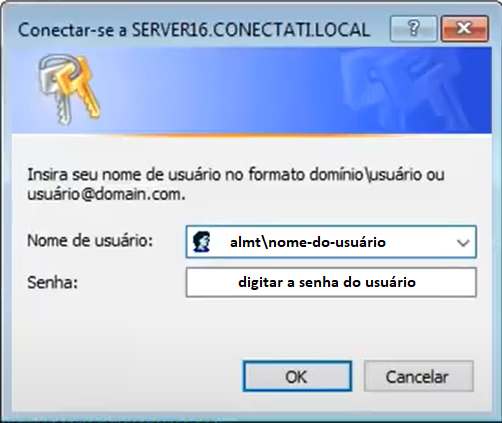 Conectar-se a SERVER16.CONECTATI.LOCAL
?
Insira seu nome de usuário no formato domínio\usuário ou
usuário@domain.com.
Nome de usuário: almt\nome-do-usuário
Senha: digitar a senha do usuário
OK Cancelar